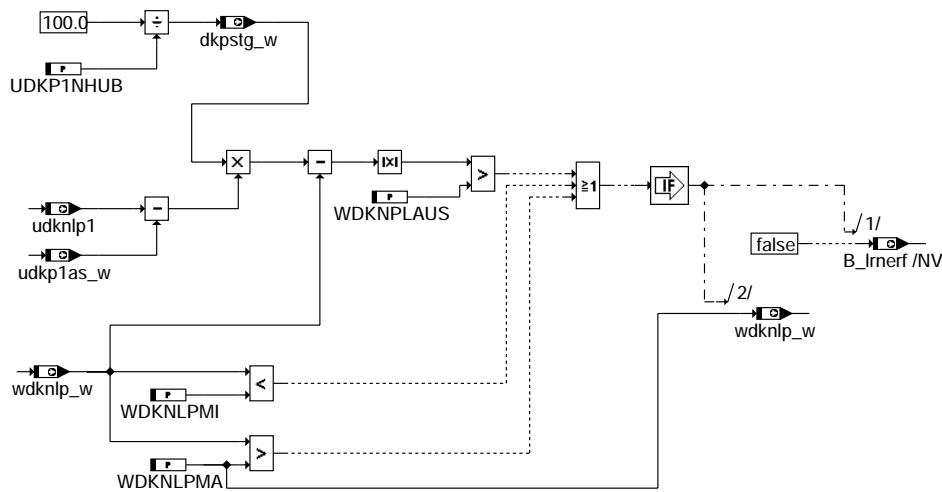 100.0
÷
dkpstg_w
P
UDKP1NHUB
×
−
|x|
>
P
WDKNPLAUS
≥1
IF
udknlp1
−
udkp1as_w
/1/
false
B_lrnerf /NV
/2/
wdknlp_w
wdknlp_w
<
P
WDKNLPMI
>
P
WDKNLPMA